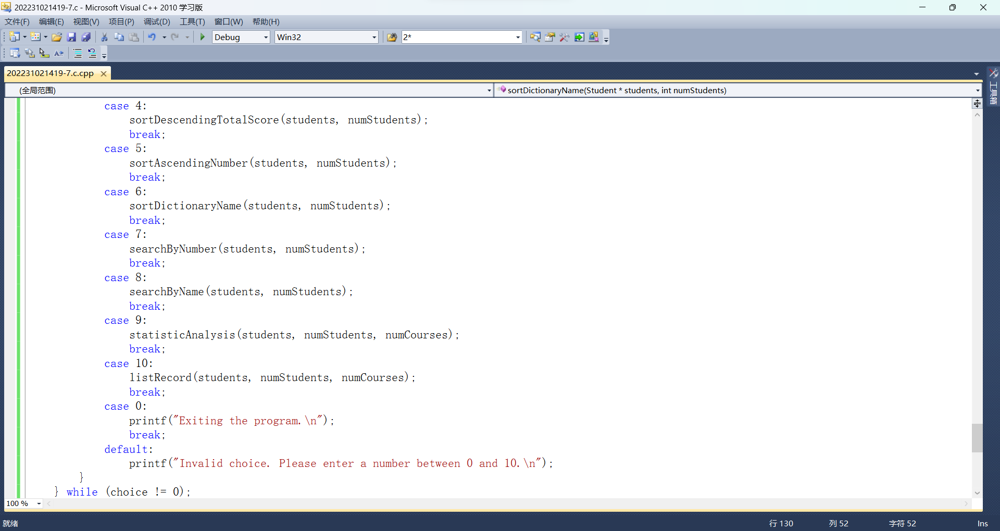 202231021419-7.c - Microsoft Visual C++ 2010 学习版
文件(F) 编辑(E) 视图(V) 项目(P) 调试(D) 工具(T) 窗口(W) 帮助(H)
Debug Win32 2*
202231021419-7.c.cpp
工具箱
(全局范围) sortDictionaryName(Student * students, int numStudents)
case 4:
sortDescendingTotalScore(students, numStudents);
break;
case 5:
sortAscendingNumber(students, numStudents);
break;
case 6:
sortDictionaryName(students, numStudents);
break;
case 7:
searchByNumber(students, numStudents);
break;
case 8:
searchByName(students, numStudents);
break;
case 9:
statisticAnalysis(students, numStudents, numCourses);
break;
case 10:
listRecord(students, numStudents, numCourses);
break;
case 0:
printf("Exiting the program.\n");
break;
default:
printf("Invalid choice. Please enter a number between 0 and 10.\n");
}
} while (choice != 0);
100 %
就绪 行 130 列 52 字符 52 Ins